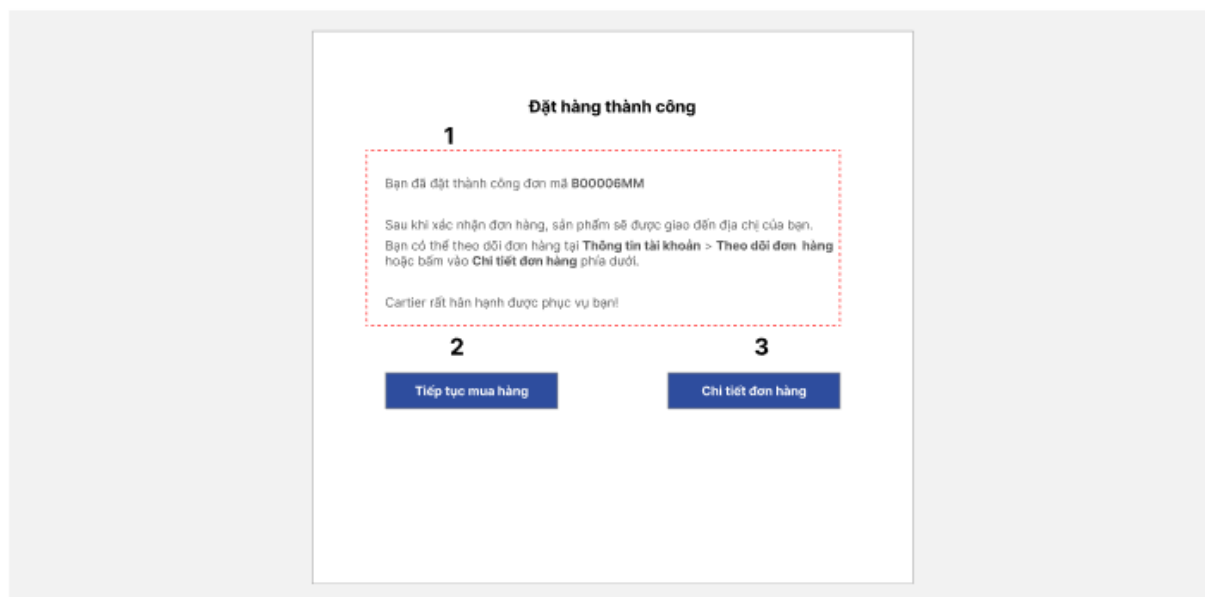 Đặt hàng thành công
1
Bạn đã đặt thành công đơn mã B00006MM
Sau khi xác nhận đơn hàng, sản phẩm sẽ được giao đến địa chị của bạn.
Bạn có thể theo dõi đơn hàng tại Thông tin tài khoản > Theo dõi đơn hàng
hoặc bấm vào Chi tiết đơn hàng phía dưới.
Cartier rất hân hạnh được phục vụ bạn!
2
3
Tiếp tục mua hàng
Chi tiết đơn hàng